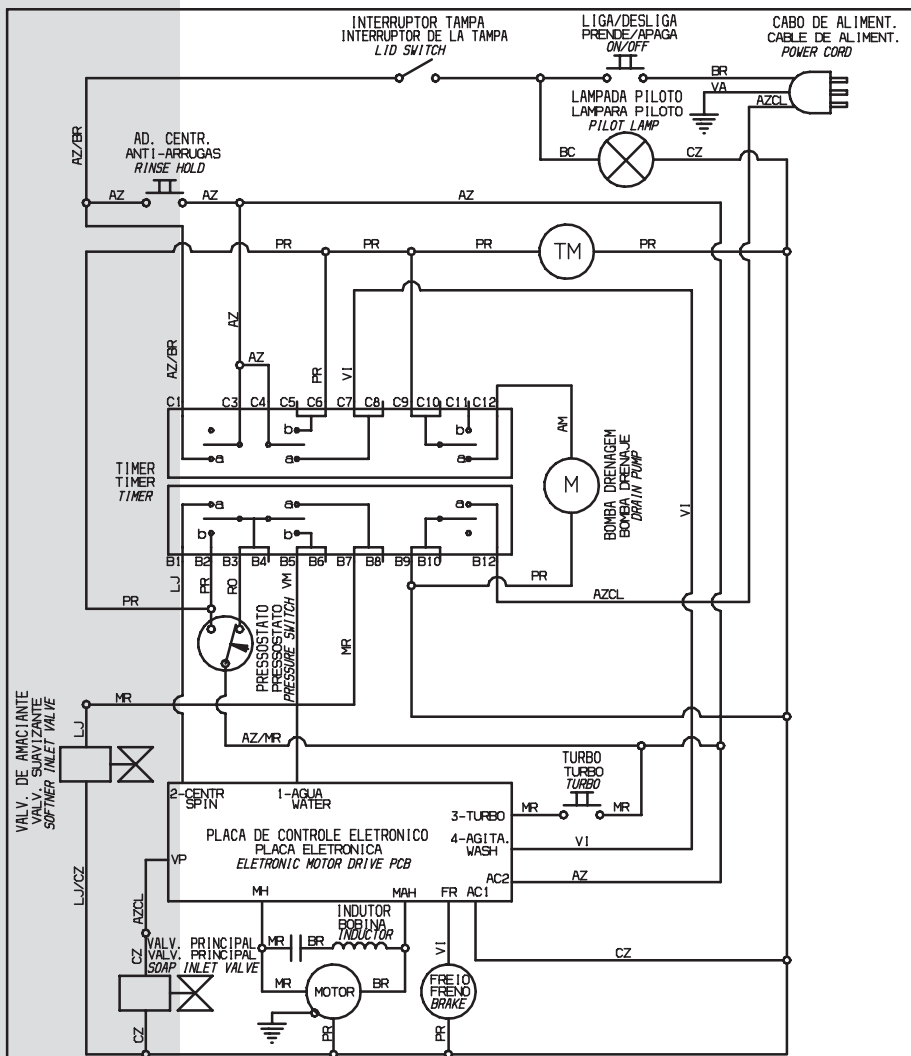 INTERRUPTOR TAMPA
INTERRUPTOR DE LA TAMPA
LID SWITCH
LIGA/DESLIGA
PRENDE/APAGA
ON/OFF
CABO DE ALIMENT.
CABLE DE ALIMENT.
POWER CORD
BR
VA
AZCL
LAMPADA PILOTO
LAMPARA PILOTO
PILOT LAMP
BC
CZ
AZ/BR
AD. CENTR.
ANTI-ARRUGAS
RINSE HOLD
AZ
AZ
AZ
PR
PR
PR
TM
PR
AZ/BR
AZ
AZ
PR
VI
C1
C3
C4
C5
C6
C7
C8
C9
C10
C11
C12
b
b
a
a
a
b
AM
M
BOMBA DRENAGEM
BOMBA DRENAJE
DRAIN PUMP
VI
TIMER
TIMER
TIMER
a
a
a
b
b
B1
B2
B3
B4
B5
B6
B7
B8
B9
B10
B12
LJ
PR
RO
VM
PR
AZCL
PR
PRESSOSTATO
PRESSOSTATO
PRESSURE SWITCH
MR
MR
LJ
AZ/MR
VALV. DE AMACIANTE
VALV. SUAVIZANTE
SOFTNER INLET VALVE
TURBO
TURBO
TURBO
MR
MR
2-CENTR
SPIN
1-AGUA
WATER
3-TURBO
PLACA DE CONTROLE ELETRONICO
PLACA ELETRONICA
ELETRONIC MOTOR DRIVE PCB
4-AGITA.
WASH
VI
VP
AC2
AZ
MH
MAH
FR
AC1
LJ/CZ
AZCL
INDUTOR
BOBINA
INDUCTOR
MR
BR
VI
CZ
CZ
VALV. PRINCIPAL
VALV. PRINCIPAL
SOAP INLET VALVE
MR
MOTOR
BR
FREIO
FRENO
BRAKE
CZ
PR
PR